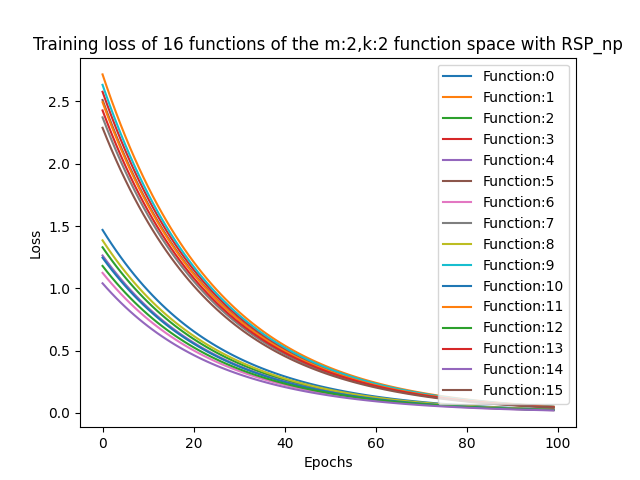 Training loss of 16 functions of the m:2,k:2 function space with RSP_np
Loss
2.5
2.0
1.5
1.0
0.5
0.0
0
20
40
60
80
100
Epochs
Function:0
Function:1
Function:2
Function:3
Function:4
Function:5
Function:6
Function:7
Function:8
Function:9
Function:10
Function:11
Function:12
Function:13
Function:14
Function:15